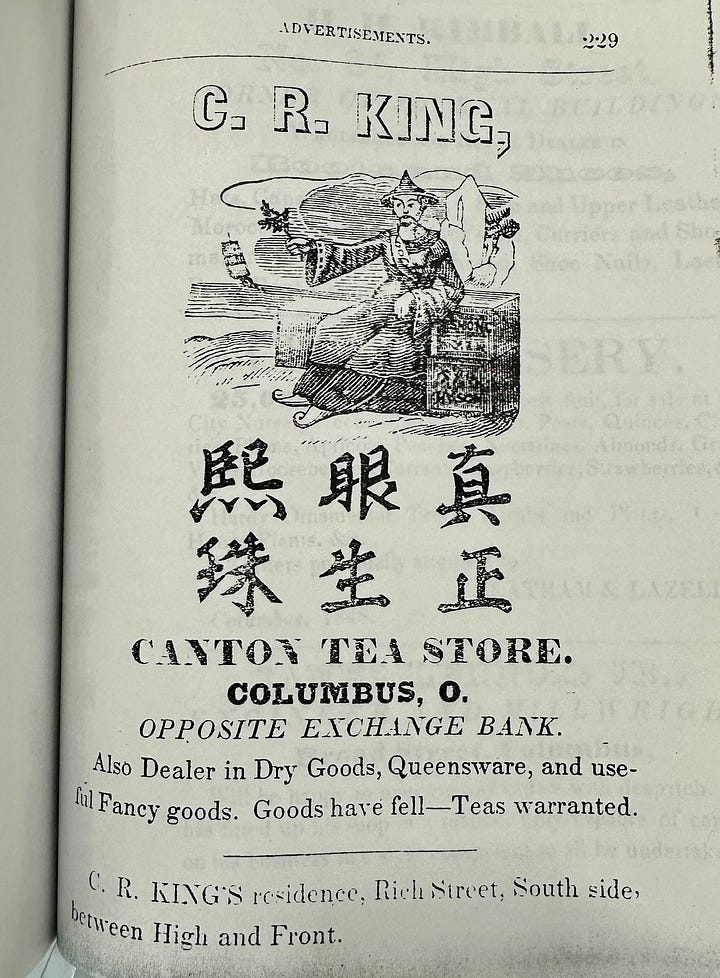 ADVERTISEMENTS. 229
C. R. KING,
HYSON
真正
眼生
熙珠
CANTON TEA STORE.
COLUMBUS, O.
OPPOSITE EXCHANGE BANK.
Also Dealer in Dry Goods, Queensware, and use-
ful Fancy goods. Goods have fell—Teas warranted.
C. R. KING'S residence, Rich Street, South side,
between High and Front.